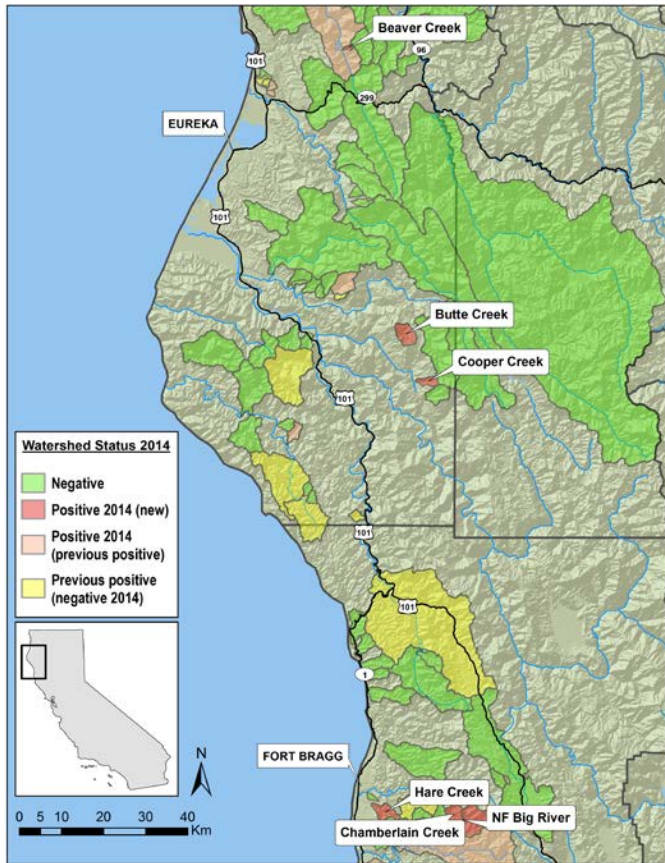 Beaver Creek
96
101
299
EUREKA
101
Butte Creek
Cooper Creek
101
Watershed Status 2014
Negative
Positive 2014 (new)
Positive 2014
(previous positive)
Previous positive
(negative 2014)
101
101
1
N
FORT BRAGG
Hare Creek
NF Big River
Chamberlain Creek
0 5 10 20 30 40
Km